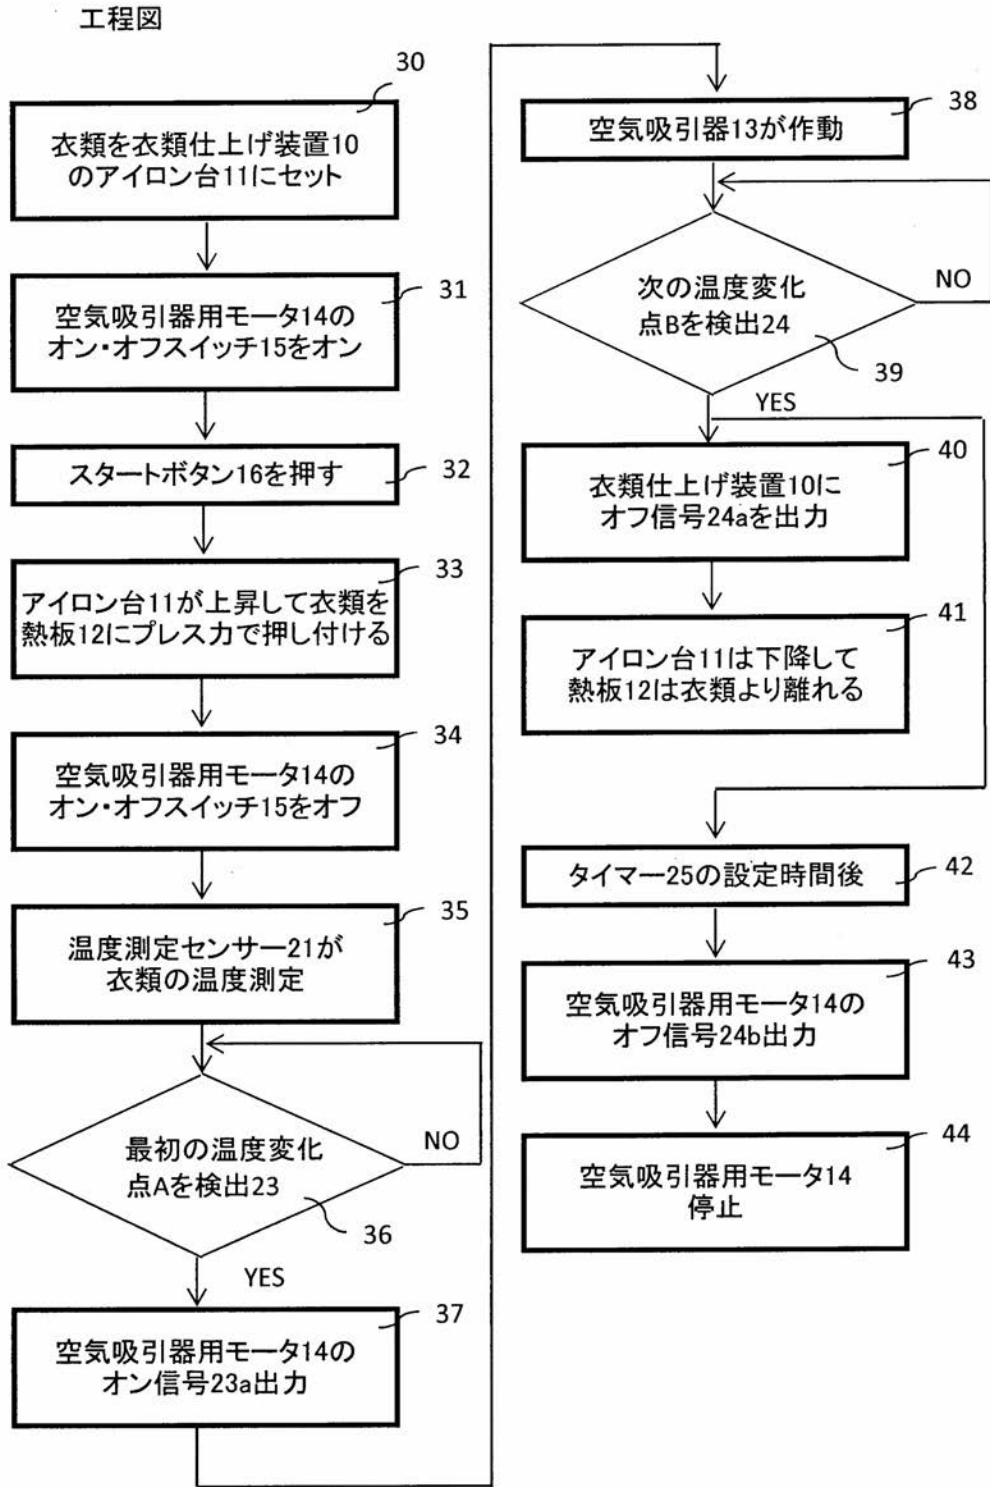 工程図
30
衣類を衣類仕上げ装置10
のアイロン台11にセット
31
空気吸引器用モータ14の
オン・オフスイッチ15をオン
スタートボタン16を押す
32
33
アイロン台11が上昇して衣類を
熱板12にプレス力で押し付ける
34
空気吸引器用モータ14の
オン・オフスイッチ15をオフ
35
温度測定センサー21が
衣類の温度測定
最初の温度変化
点Aを検出23
NO
36
YES
37
空気吸引器用モータ14の
オン信号23a出力
38
空気吸引器13が作動
次の温度変化
点Bを検出24
NO
39
YES
40
衣類仕上げ装置10に
オフ信号24aを出力
41
アイロン台11は下降して
熱板12は衣類より離れる
タイマー25の設定時間後
42
43
空気吸引器用モータ14の
オフ信号24b出力
44
空気吸引器用モータ14
停止